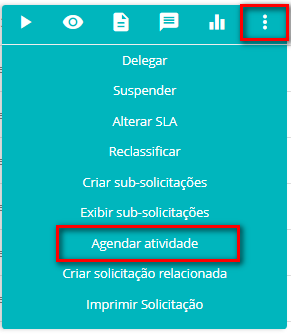 Delegar
Suspender
Alterar SLA
Reclassificar
Criar sub-solicitações
Exibir sub-solicitações
Agendar atividade
Criar solicitação relacionada
Imprimir Solicitação